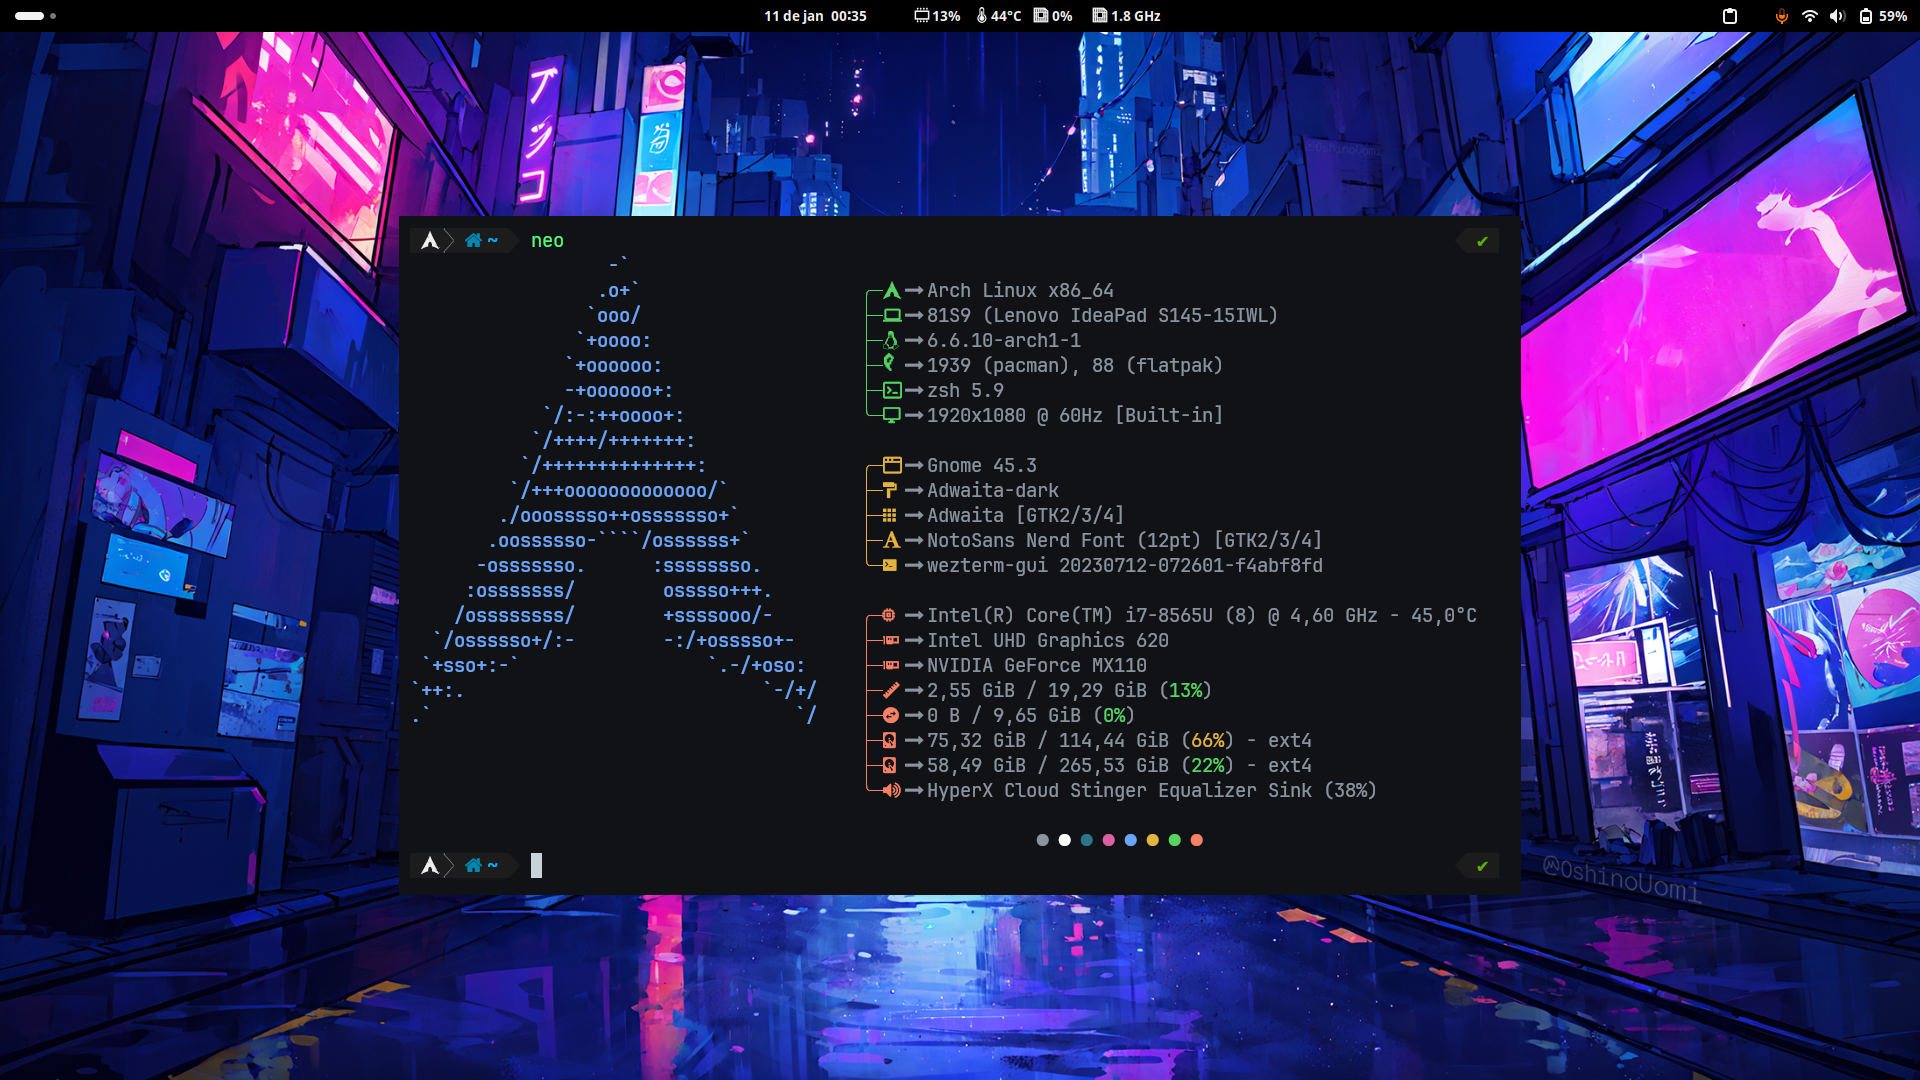 11 de jan 00:35
13% 44°C 0% 1.8 GHz
59%
@OshinoUomi
~ neo ✔
-`
.o+`
`ooo/
`+oooo:
`+oooooo:
-+oooooo+:
`/:-:++oooo+:
`/++++/+++++++:
`/++++++++++++++:
`/+++ooooooooooooo/`
./ooosssso++osssssso+`
.oossssso-````/ossssss+`
-osssssso. :ssssssso.
:osssssss/ osssso+++.
/ossssssss/ +ssssooo/-
`/ossssso+/:- -:/+osssso+-
`+sso+:-` `.-/+oso:
`++:. `-/+/
.` `/
Arch Linux x86_64
81S9 (Lenovo IdeaPad S145-15IWL)
6.6.10-arch1-1
1939 (pacman), 88 (flatpak)
zsh 5.9
1920x1080 @ 60Hz [Built-in]
Gnome 45.3
Adwaita-dark
Adwaita [GTK2/3/4]
NotoSans Nerd Font (12pt) [GTK2/3/4]
wezterm-gui 20230712-072601-f4abf8fd
Intel(R) Core(TM) i7-8565U (8) @ 4,60 GHz - 45,0°C
Intel UHD Graphics 620
NVIDIA GeForce MX110
2,55 GiB / 19,29 GiB (13%)
0 B / 9,65 GiB (0%)
75,32 GiB / 114,44 GiB (66%) - ext4
58,49 GiB / 265,53 GiB (22%) - ext4
HyperX Cloud Stinger Equalizer Sink (38%)
~ ✔
@OshinoUomi